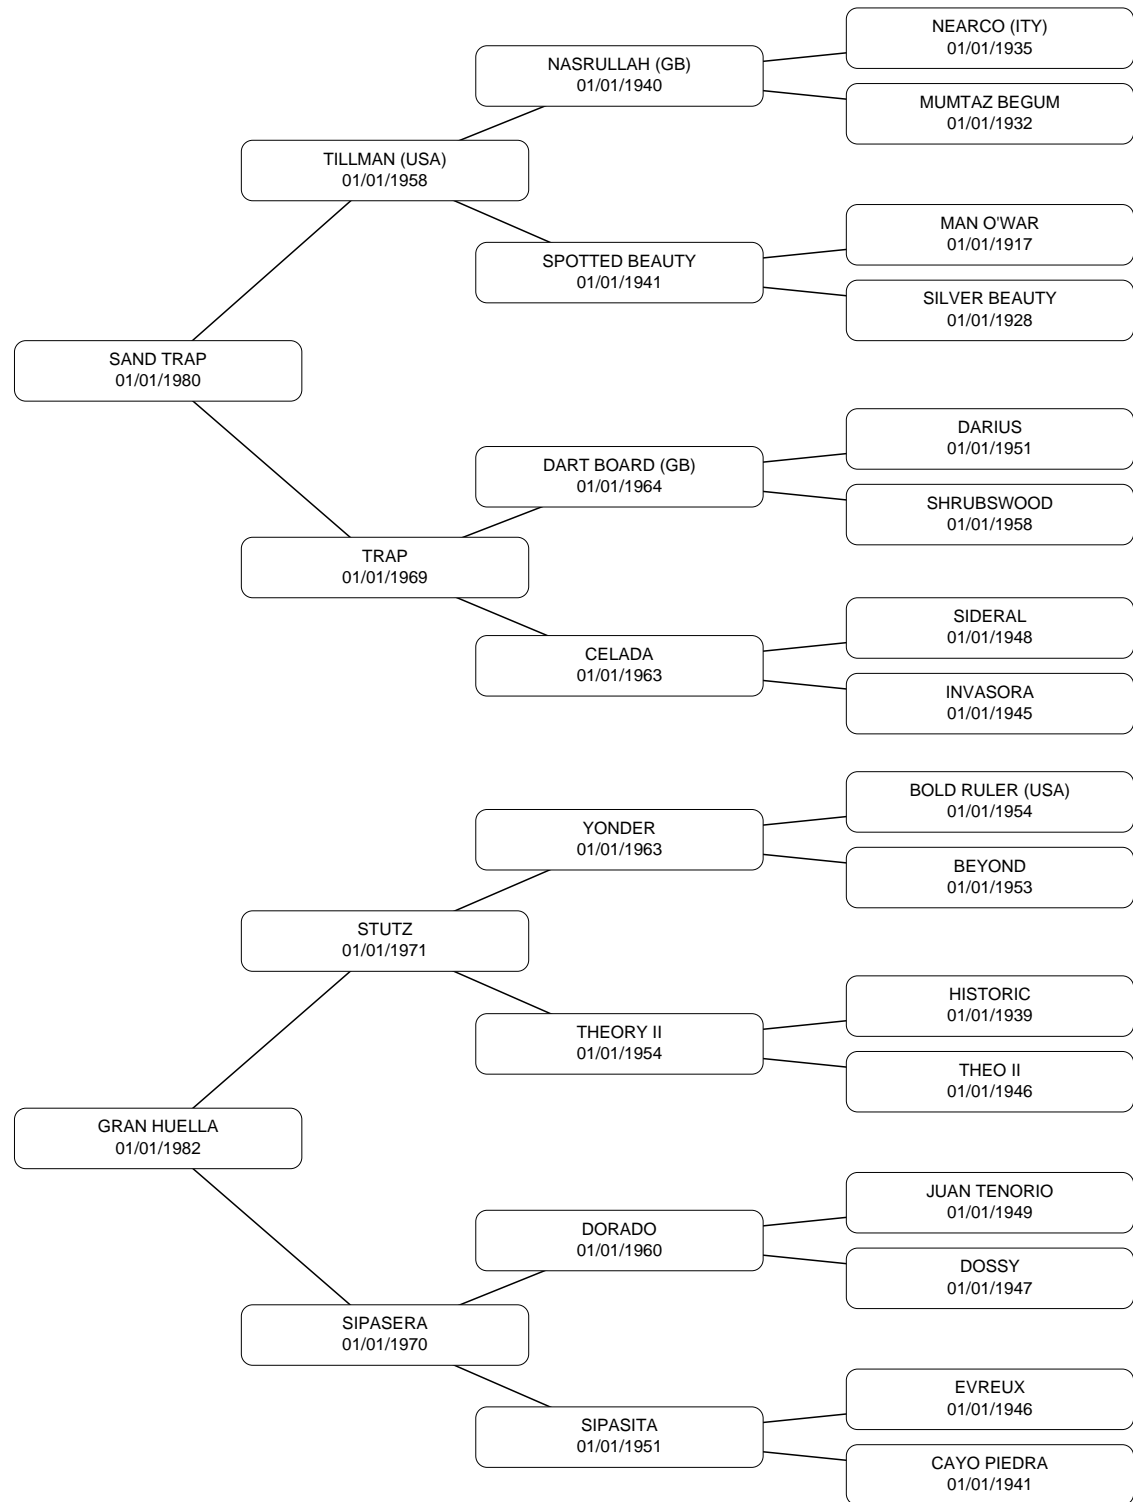 NEARCO (ITY)
01/01/1935
NASRULLAH (GB)
01/01/1940
MUMTAZ BEGUM
01/01/1932
TILLMAN (USA)
01/01/1958
MAN O'WAR
01/01/1917
SPOTTED BEAUTY
01/01/1941
SILVER BEAUTY
01/01/1928
SAND TRAP
01/01/1980
DARIUS
01/01/1951
DART BOARD (GB)
01/01/1964
SHRUBSWOOD
01/01/1958
TRAP
01/01/1969
SIDERAL
01/01/1948
CELADA
01/01/1963
INVASORA
01/01/1945
BOLD RULER (USA)
01/01/1954
YONDER
01/01/1963
BEYOND
01/01/1953
STUTZ
01/01/1971
HISTORIC
01/01/1939
THEORY II
01/01/1954
THEO II
01/01/1946
GRAN HUELLA
01/01/1982
JUAN TENORIO
01/01/1949
DORADO
01/01/1960
DOSSY
01/01/1947
SIPASERA
01/01/1970
EVREUX
01/01/1946
SIPASITA
01/01/1951
CAYO PIEDRA
01/01/1941